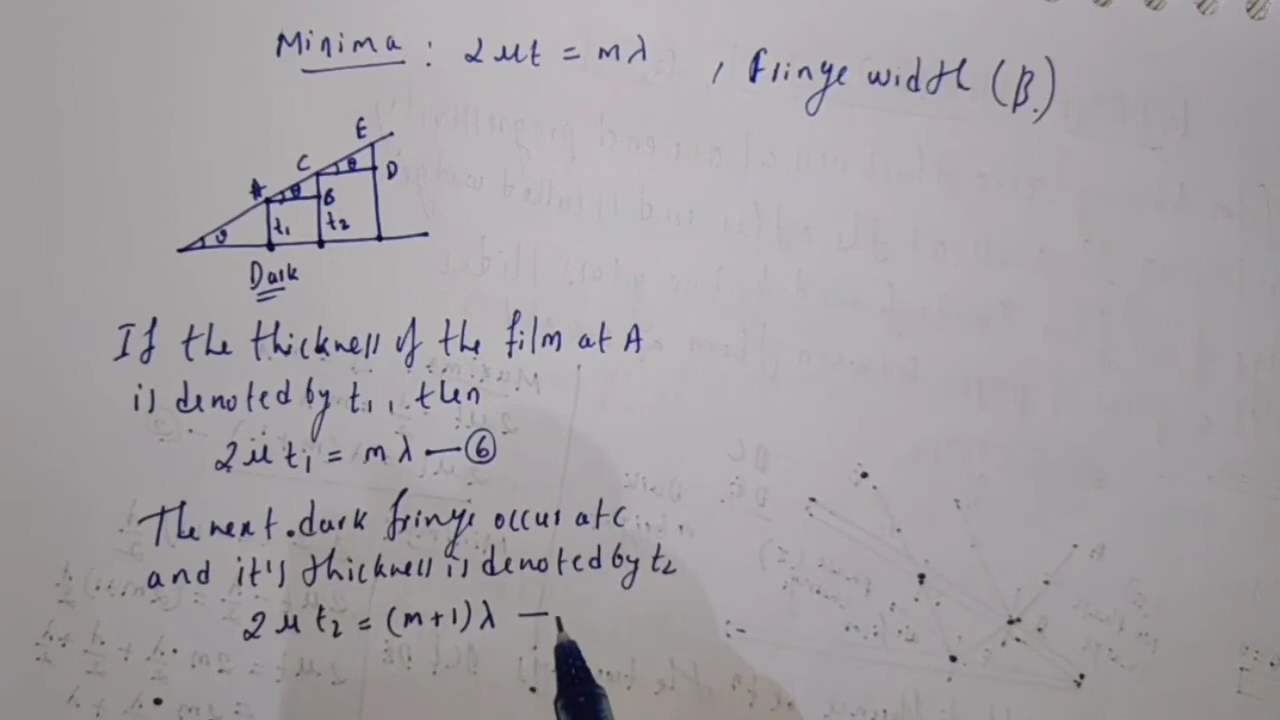 Minima : 2μt = mλ , Fringe width (β.)
E
C θ D
A θ B
θ t₁ t₂
Dark
If the thickness of the film at A
is denoted by t₁, then
2μt₁ = mλ — ⑥
The next dark fringe occur at C
and it's thickness is denoted by t₂
2μt₂ = (m+1)λ —